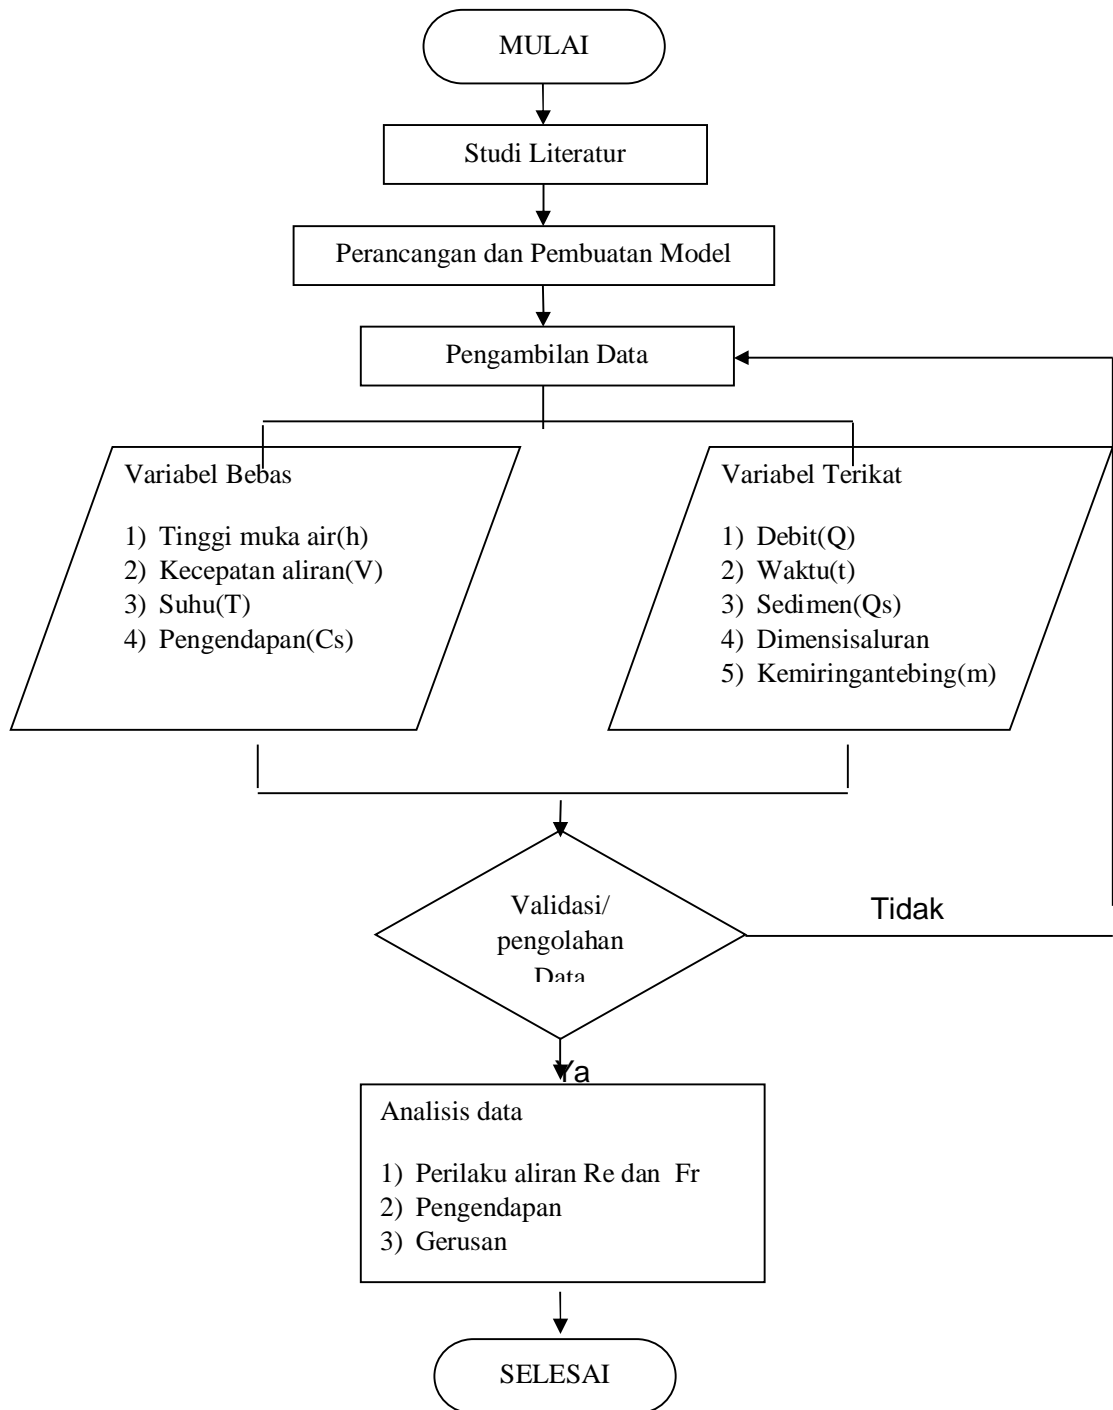 MULAI
Studi Literatur
Perancangan dan Pembuatan Model
Pengambilan Data
Variabel Bebas
1) Tinggi muka air(h)
2) Kecepatan aliran(V)
3) Suhu(T)
4) Pengendapan(Cs)
Variabel Terikat
1) Debit(Q)
2) Waktu(t)
3) Sedimen(Qs)
4) Dimensisaluran
5) Kemiringantebing(m)
Validasi/
pengolahan
Data
Tidak
Ya
Analisis data
1) Perilaku aliran Re dan Fr
2) Pengendapan
3) Gerusan
SELESAI